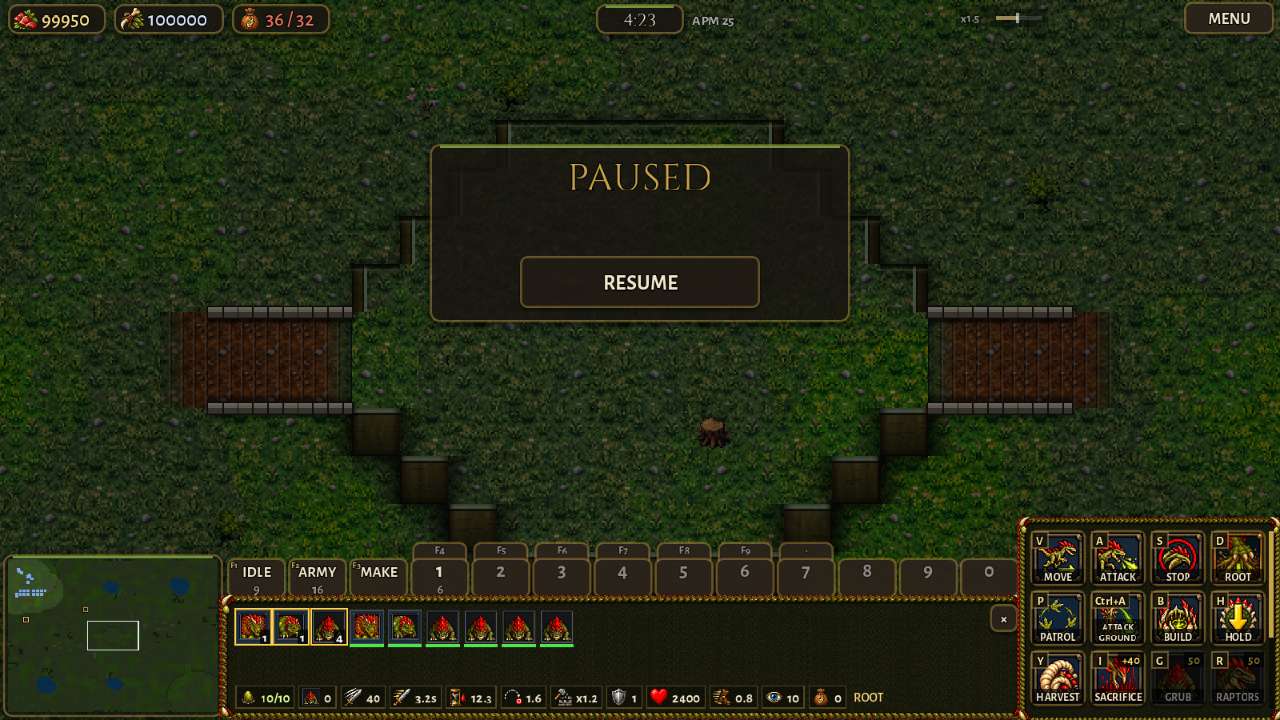 99950
100000
36 / 32
4:23
APM 25
x1.5
MENU
PAUSED
RESUME
F1 IDLE 9
F2 ARMY 16
F3 MAKE
F4 1 6
F5 2
F6 3
F7 4
F8 5
F9 6
7
8
9
0
1
1
4
×
10/10
0
40
3.2s
12.3
1.6
x1.2
1
2400
0.8
10
0
ROOT
V MOVE
A ATTACK
S STOP
D ROOT
P PATROL
Ctrl+A ATTACK GROUND
B BUILD
H HOLD
Y HARVEST
I +40 SACRIFICE
G 50 GRUB
R 50 RAPTORS